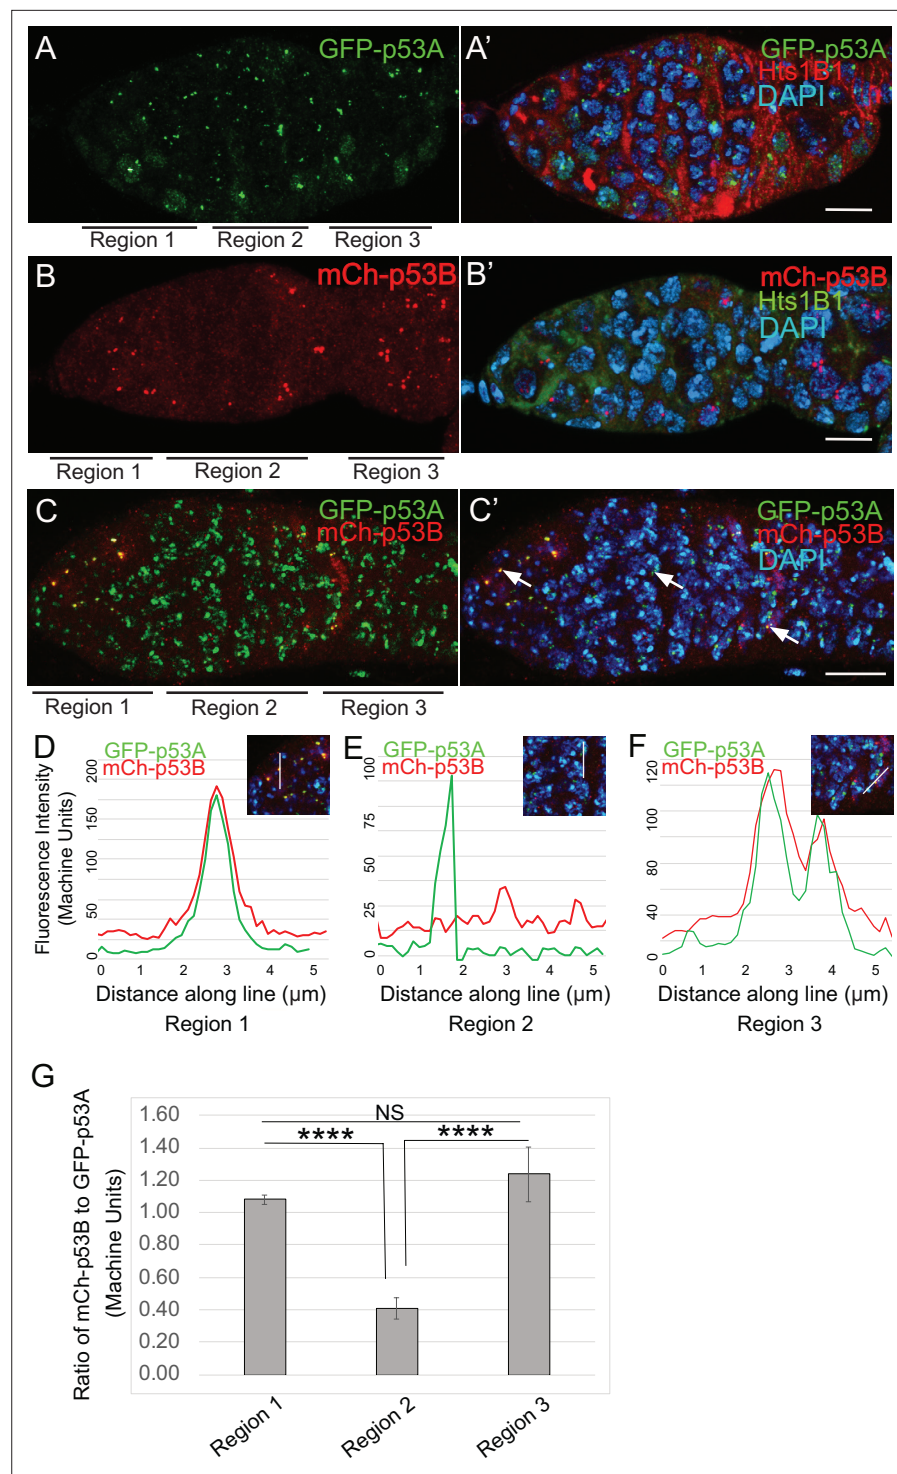 A
GFP-p53A
A'
GFP-p53A
Hts1B1
DAPI
Region 1
Region 2
Region 3
B
mCh-p53B
B'
mCh-p53B
Hts1B1
DAPI
Region 1
Region 2
Region 3
C
GFP-p53A
mCh-p53B
C'
GFP-p53A
mCh-p53B
DAPI
Region 1
Region 2
Region 3
D
GFP-p53A
mCh-p53B
Fluorescence Intensity
(Machine Units)
200
150
100
50
0
0 1 2 3 4 5
Distance along line (µm)
Region 1
E
GFP-p53A
mCh-p53B
100
75
50
25
0
0 1 2 3 4 5
Distance along line (µm)
Region 2
F
GFP-p53A
mCh-p53B
120
100
80
60
40
20
0
0 1 2 3 4 5
Distance along line (µm)
Region 3
G
Ratio of mCh-p53B to GFP-p53A
(Machine Units)
1.60
1.40
1.20
1.00
0.80
0.60
0.40
0.20
0.00
NS
****
****
Region 1
Region 2
Region 3